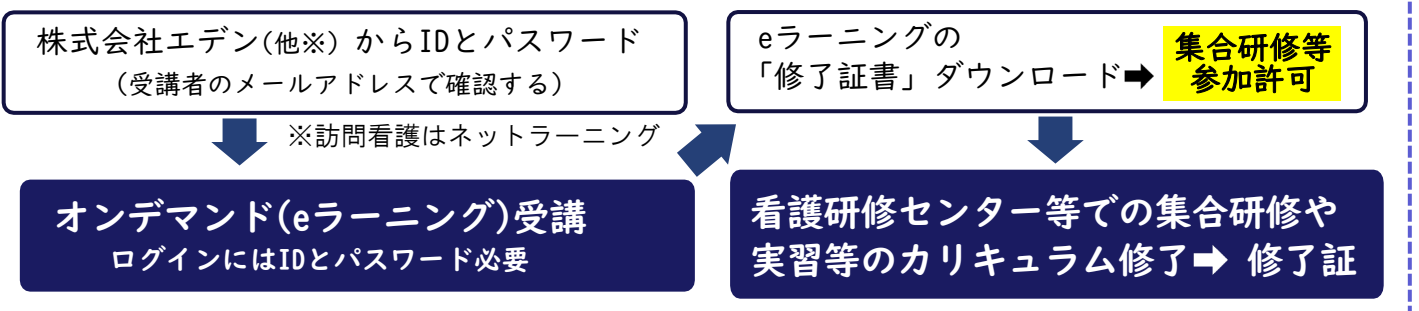 株式会社エデン(他※) からIDとパスワード
（受講者のメールアドレスで確認する）
※訪問看護はネットラーニング
オンデマンド(eラーニング)受講
ログインにはIDとパスワード必要
eラーニングの
「修了証書」ダウンロード➡
集合研修等
参加許可
看護研修センター等での集合研修や
実習等のカリキュラム修了➡ 修了証